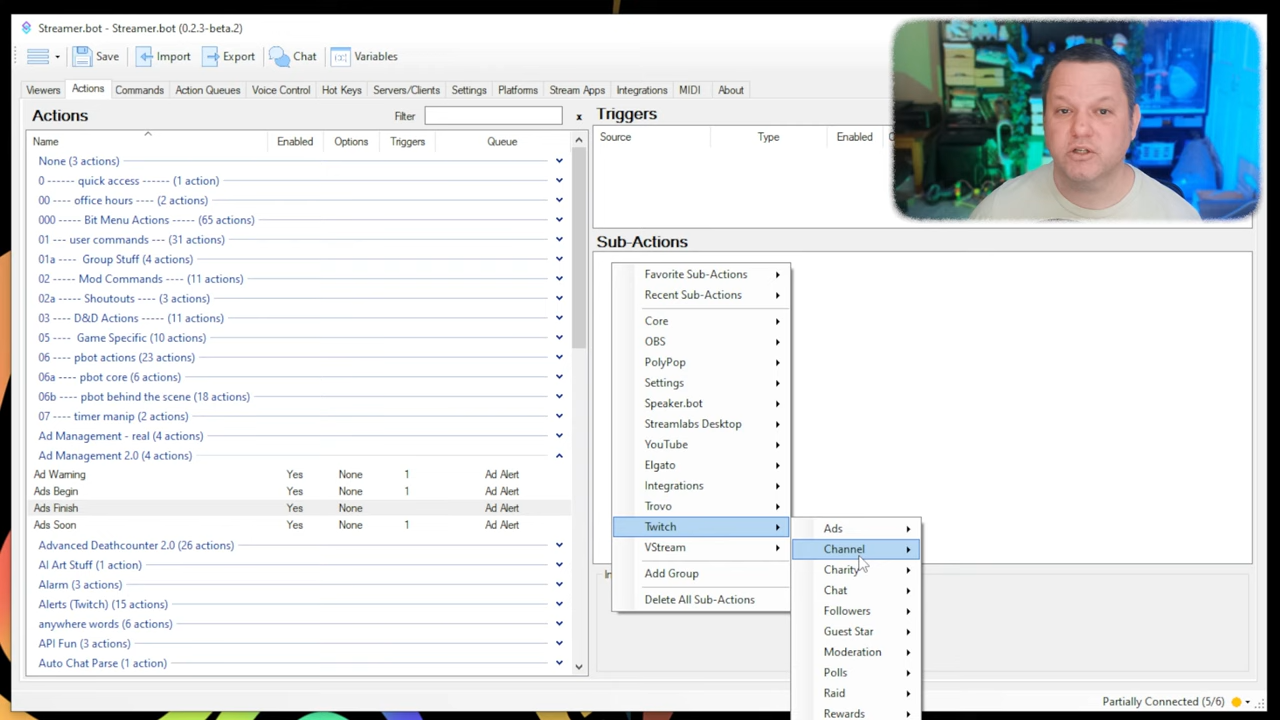 Streamer.bot - Streamer.bot (0.2.3-beta.2)
Save Import Export Chat Variables
Viewers Actions Commands Action Queues Voice Control Hot Keys Servers/Clients Settings Platforms Stream Apps Integrations MIDI About
Actions Filter x
Name Enabled Options Triggers Queue
None (3 actions)
0 ------ quick access ------ (1 action)
00 ---- office hours ---- (2 actions)
000 ----- Bit Menu Actions ----- (65 actions)
01 --- user commands --- (31 actions)
01a ---- Group Stuff (4 actions)
02 ---- Mod Commands ---- (11 actions)
02a ---- Shoutouts ---- (3 actions)
03 ---- D&D Actions ---- (11 actions)
05 ---- Game Specific (10 actions)
06 ---- pbot actions (23 actions)
06a ---- pbot core (6 actions)
06b ---- pbot behind the scene (18 actions)
07 ---- timer manip (2 actions)
Ad Management - real (4 actions)
Ad Management 2.0 (4 actions)
Ad Warning Yes None 1 Ad Alert
Ads Begin Yes None 1 Ad Alert
Ads Finish Yes None Ad Alert
Ads Soon Yes None 1 Ad Alert
Advanced Deathcounter 2.0 (26 actions)
AI Art Stuff (1 action)
Alarm (3 actions)
Alerts (Twitch) (15 actions)
anywhere words (6 actions)
API Fun (3 actions)
Auto Chat Parse (1 action)
Triggers
Source Type Enabled
Sub-Actions
Favorite Sub-Actions
Recent Sub-Actions
Core
OBS
PolyPop
Settings
Speaker.bot
Streamlabs Desktop
YouTube
Elgato
Integrations
Trovo
Twitch
VStream
Add Group
Delete All Sub-Actions
Ads
Channel
Charity
Chat
Followers
Guest Star
Moderation
Polls
Raid
Rewards
Partially Connected (5/6)